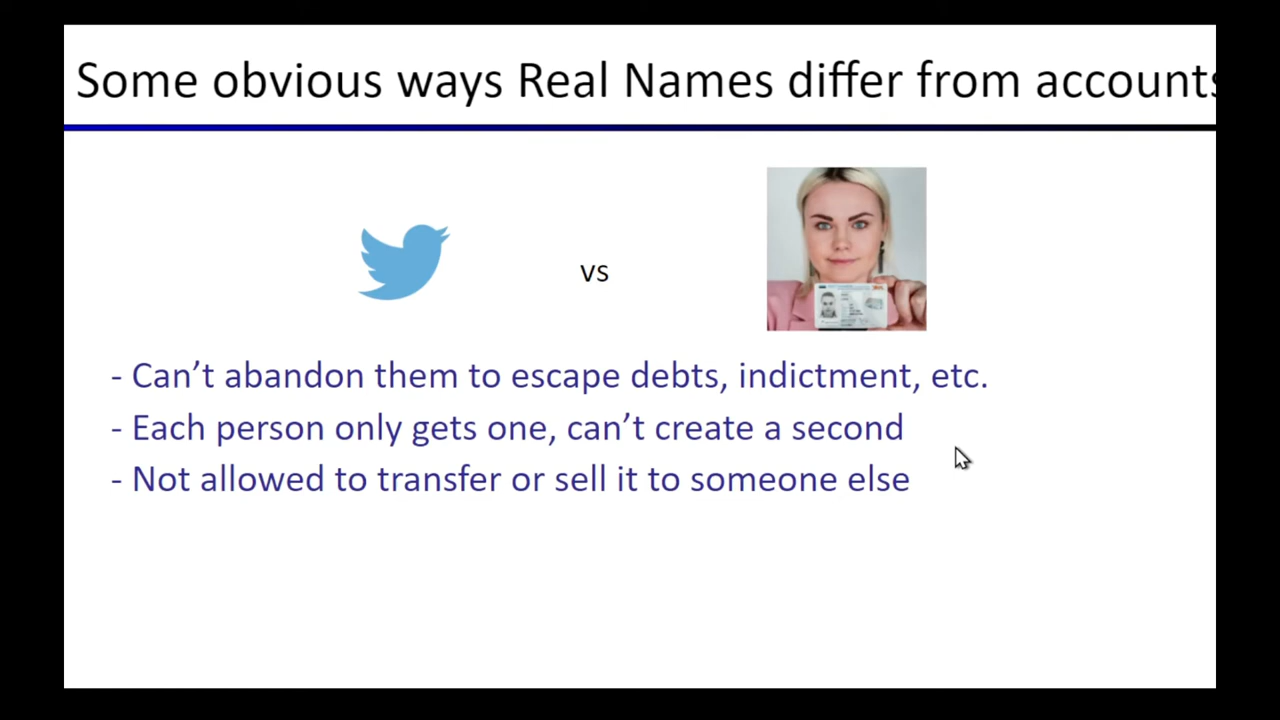 Some obvious ways Real Names differ from accounts
vs
- Can’t abandon them to escape debts, indictment, etc.
- Each person only gets one, can’t create a second
- Not allowed to transfer or sell it to someone else